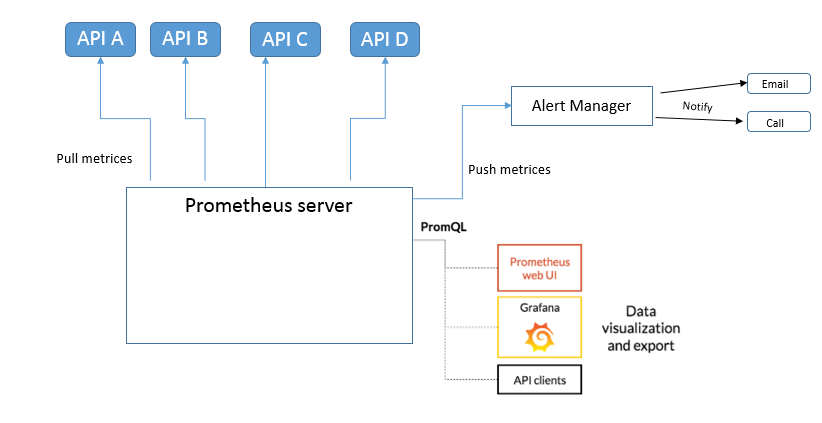 API A
API B
API C
API D
Email
Alert Manager
Notify
Call
Pull metrices
Push metrices
Prometheus server
PromQL
Prometheus
web UI
Grafana
Data
visualization
and export
API clients